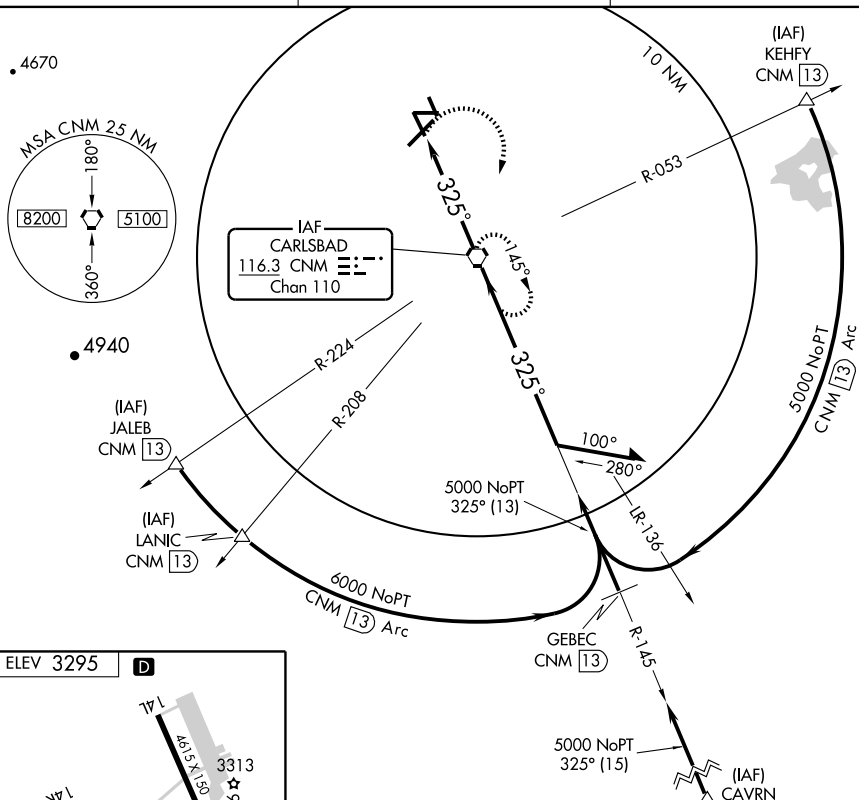 4670
MSA CNM 25 NM
180°
8200
5100
360°
4940
10 NM
(IAF)
KEHFY
CNM 13
R-053
325°
IAF
CARLSBAD
116.3 CNM
Chan 110
145°
325°
R-224
R-208
5000 NoPT
CNM 13 Arc
(IAF)
JALEB
CNM 13
100°
280°
5000 NoPT
325° (13)
LR-136
(IAF)
LANIC
CNM 13
6000 NoPT
CNM 13 Arc
GEBEC
CNM 13
R-145
ELEV 3295
D
14L
4615 X 150
3313
5000 NoPT
325° (15)
(IAF)
CAVRN